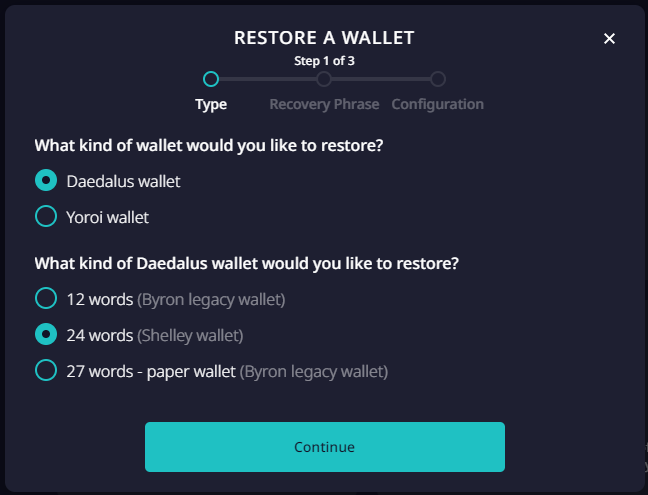 RESTORE A WALLET
Step 1 of 3
Type Recovery Phrase Configuration
What kind of wallet would you like to restore?
Daedalus wallet
Yoroi wallet
What kind of Daedalus wallet would you like to restore?
12 words (Byron legacy wallet)
24 words (Shelley wallet)
27 words - paper wallet (Byron legacy wallet)
Continue